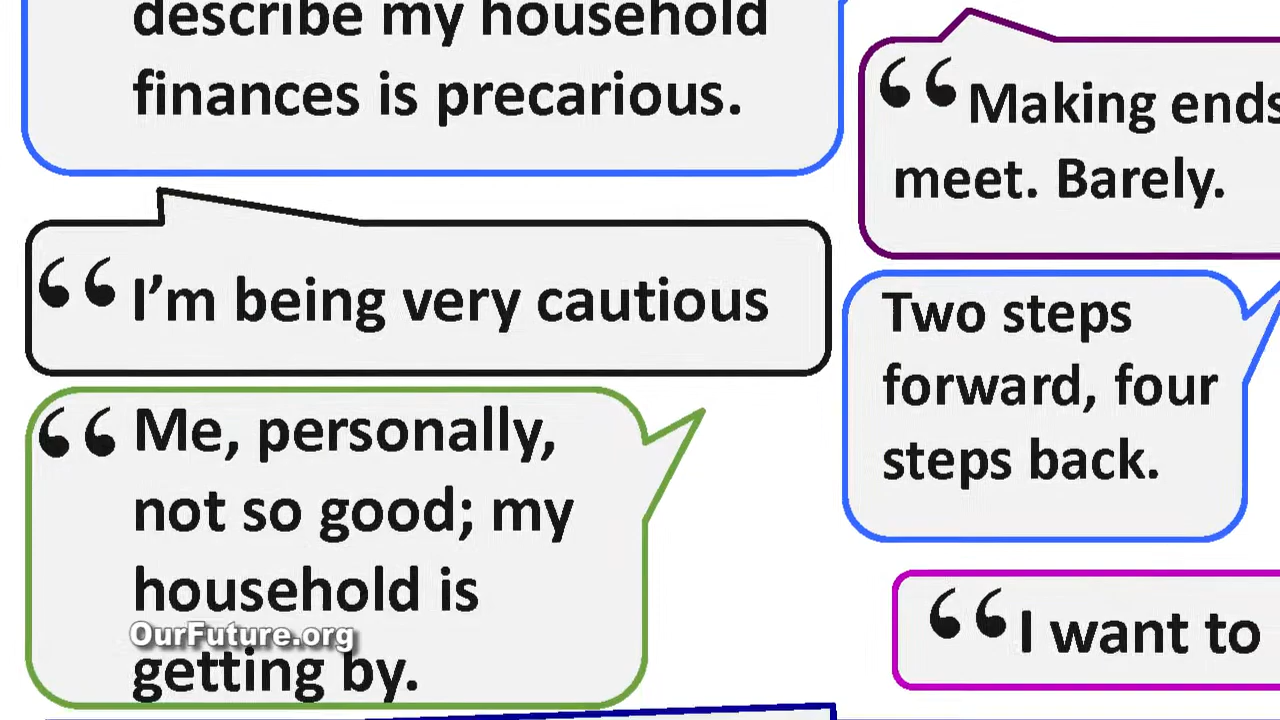 describe my household
finances is precarious.
“ I’m being very cautious
“ Me, personally,
not so good; my
household is
getting by.
OurFuture.org
“ Making ends
meet. Barely.
Two steps
forward, four
steps back.
“ I want to